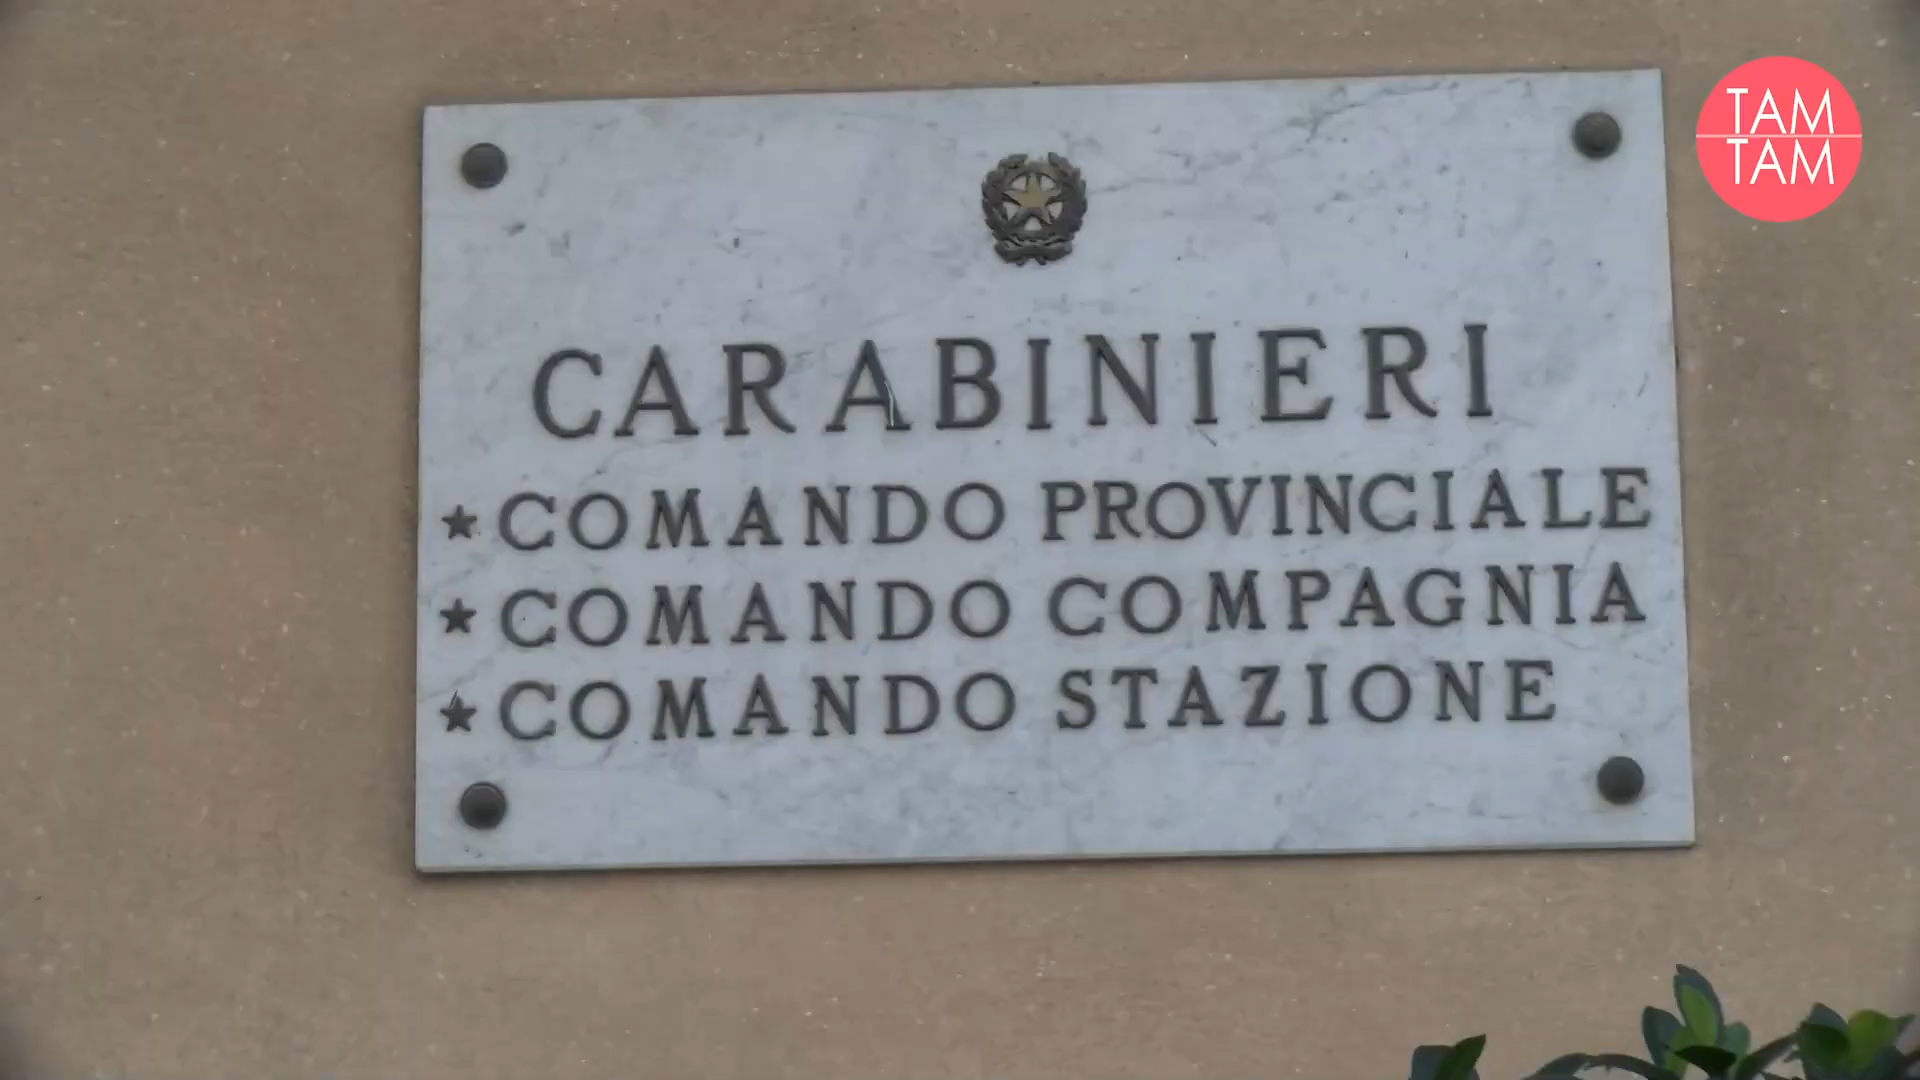 TAM
TAM
CARABINIERI
★ COMANDO PROVINCIALE
★ COMANDO COMPAGNIA
★ COMANDO STAZIONE